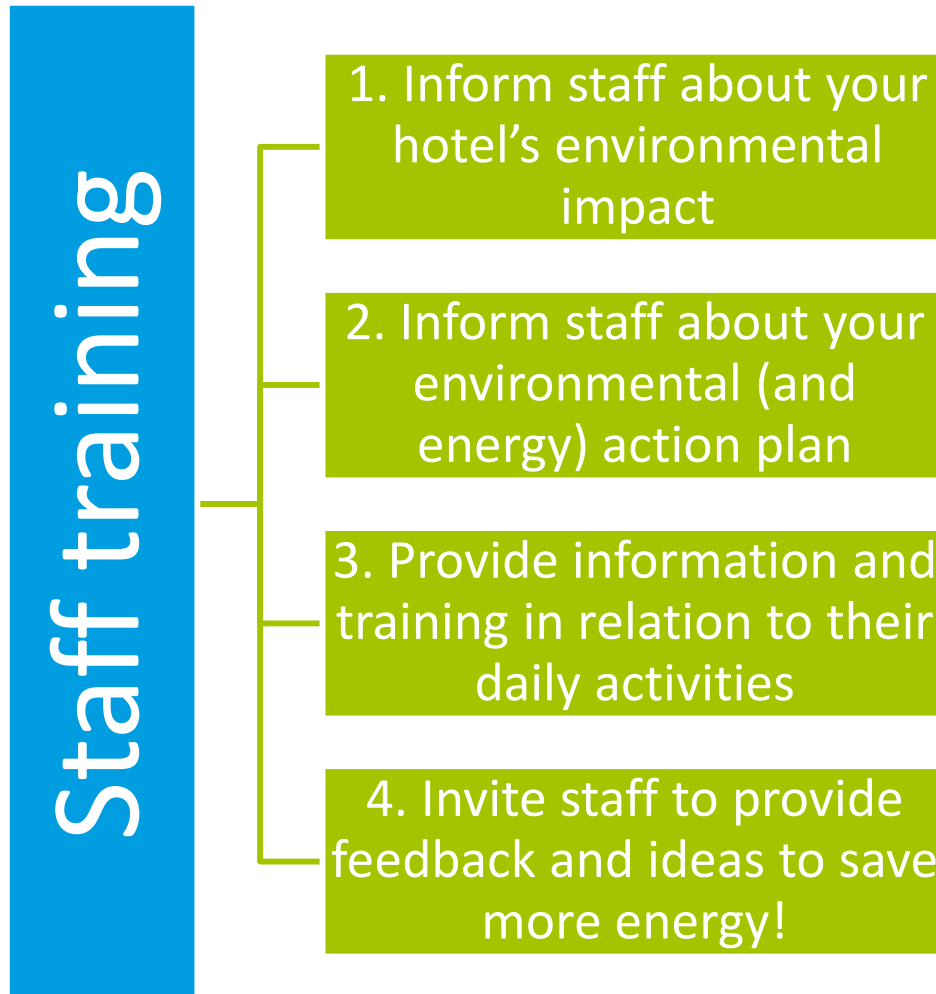 Staff training
1. Inform staff about your
hotel’s environmental
impact
2. Inform staff about your
environmental (and
energy) action plan
3. Provide information and
training in relation to their
daily activities
4. Invite staff to provide
feedback and ideas to save
more energy!